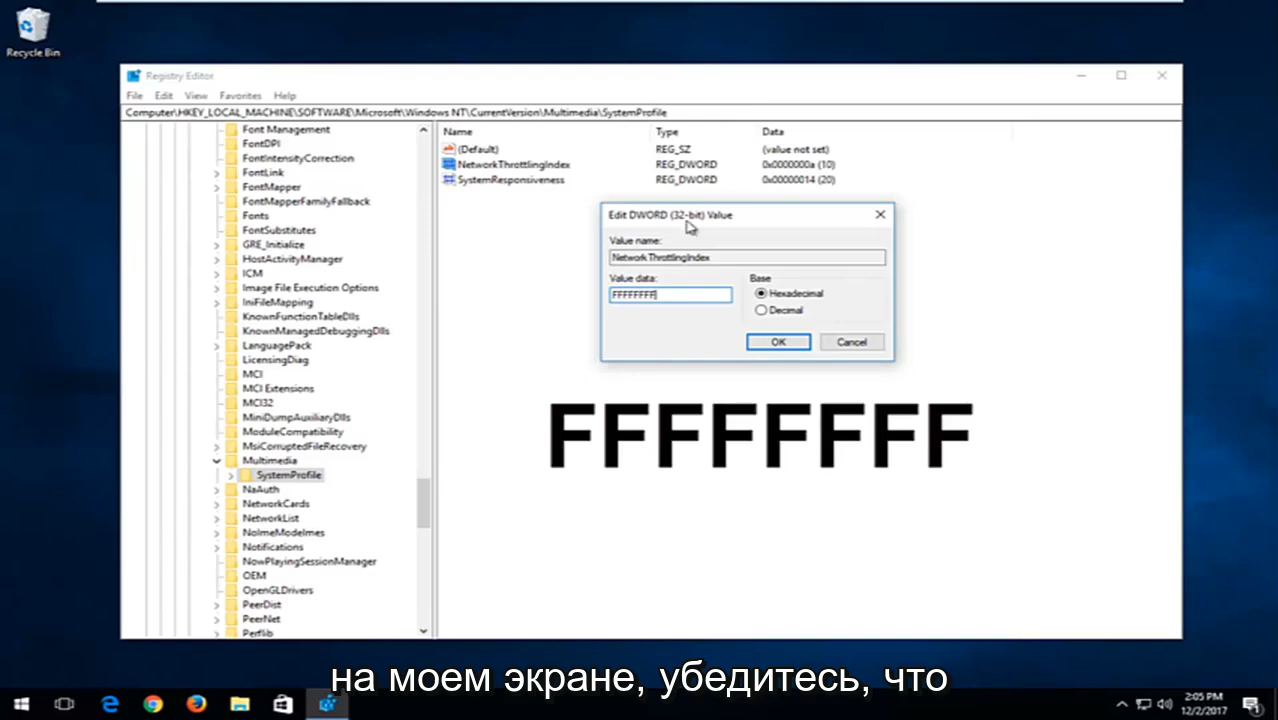 Recycle Bin
Registry Editor
File Edit View Favorites Help
Computer\HKEY_LOCAL_MACHINE\SOFTWARE\Microsoft\Windows NT\CurrentVersion\Multimedia\SystemProfile
Font Management
FontDPI
FontIntensityCorrection
FontLink
FontMapper
FontMapperFamilyFallback
Fonts
FontSubstitutes
GRE_Initialize
HostActivityManager
ICM
Image File Execution Options
IniFileMapping
KnownFunctionTableDlls
KnownManagedDebuggingDlls
LanguagePack
LicensingDiag
MCI
MCI Extensions
MCI32
MiniDumpAuxiliaryDlls
ModuleCompatibility
MsiCorruptedFileRecovery
Multimedia
SystemProfile
NaAuth
NetworkCards
NetworkList
NoImeModeImes
Notifications
NowPlayingSessionManager
OEM
OpenGLDrivers
PeerDist
PeerNet
Perflib
Name Type Data
(Default) REG_SZ (value not set)
NetworkThrottlingIndex REG_DWORD 0x0000000a (10)
SystemResponsiveness REG_DWORD 0x00000014 (20)
Edit DWORD (32-bit) Value
Value name:
NetworkThrottlingIndex
Value data:
FFFFFFFF
Base
Hexadecimal
Decimal
OK Cancel
FFFFFFFF
на моем экране, убедитесь, что
2:05 PM
12/2/2017